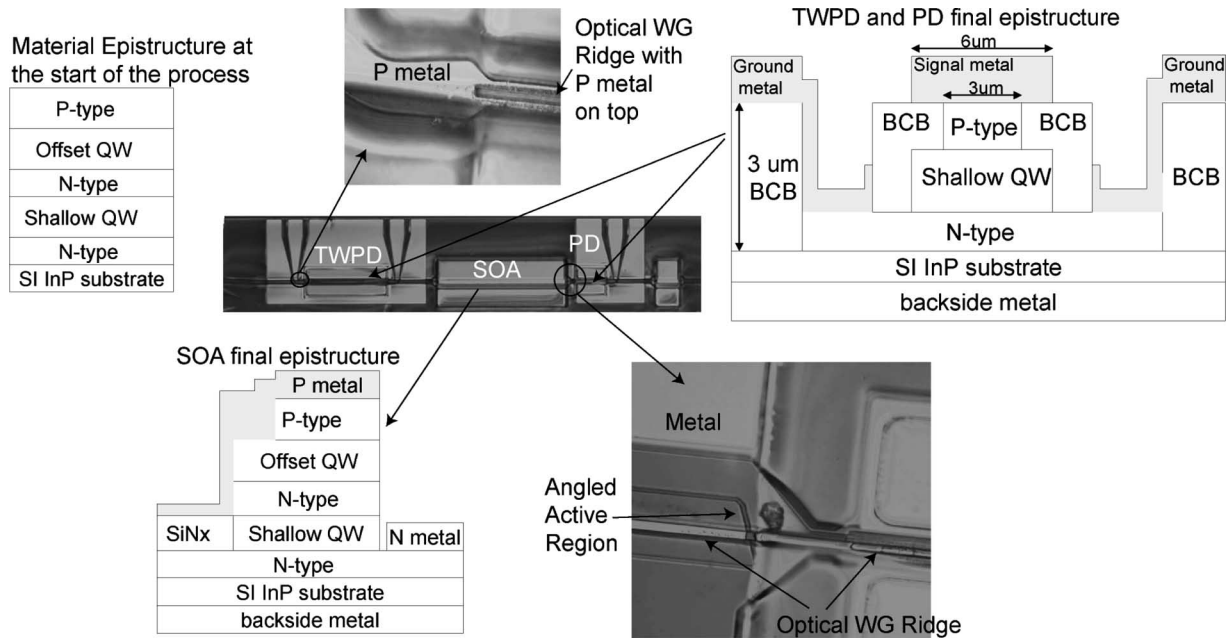 Material Epistructure at
the start of the process
P-type
Offset QW
N-type
Shallow QW
N-type
SI InP substrate
P metal
Optical WG
Ridge with
P metal
on top
TWPD and PD final epistructure
6um
Ground
metal
Signal metal
Ground
metal
3um
BCB
P-type
BCB
3 um
BCB
Shallow QW
BCB
N-type
SI InP substrate
backside metal
TWPD
SOA
PD
SOA final epistructure
P metal
P-type
Offset QW
N-type
SiNx
Shallow QW
N metal
N-type
SI InP substrate
backside metal
Metal
Angled
Active
Region
Optical WG Ridge